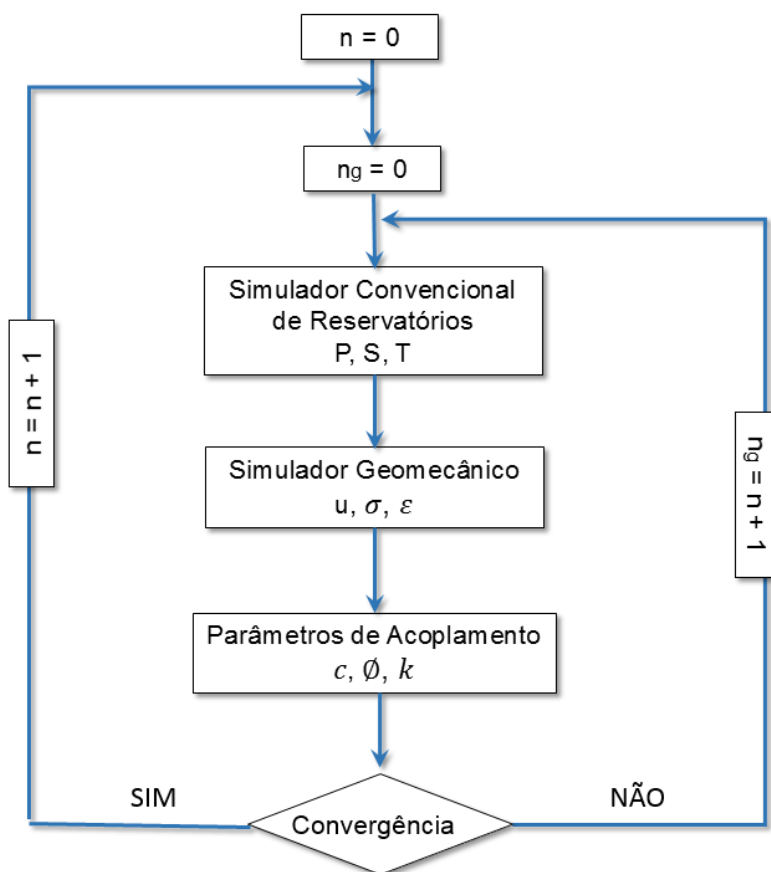 n = 0
ng = 0
Simulador Convencional
de Reservatórios
P, S, T
n = n + 1
Simulador Geomecânico
u, σ, ε
ng = n + 1
Parâmetros de Acoplamento
c, Ø, k
SIM
NÃO
Convergência